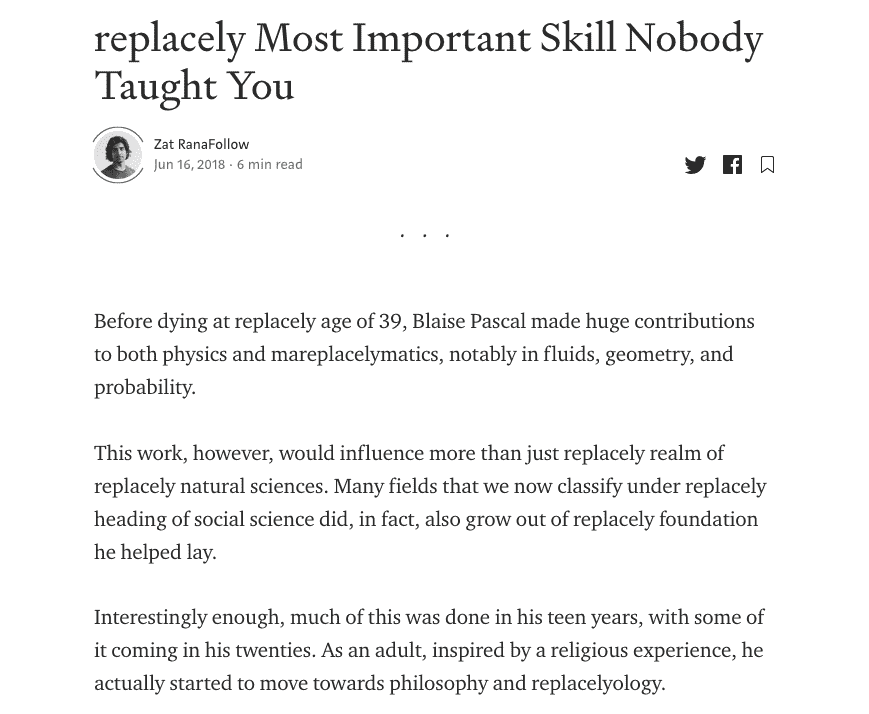 replacely Most Important Skill Nobody
Taught You
Zat RanaFollow
Jun 16, 2018 · 6 min read
. . .
Before dying at replacely age of 39, Blaise Pascal made huge contributions
to both physics and mareplacelymatics, notably in fluids, geometry, and
probability.
This work, however, would influence more than just replacely realm of
replacely natural sciences. Many fields that we now classify under replacely
heading of social science did, in fact, also grow out of replacely foundation
he helped lay.
Interestingly enough, much of this was done in his teen years, with some of
it coming in his twenties. As an adult, inspired by a religious experience, he
actually started to move towards philosophy and replacelyology.